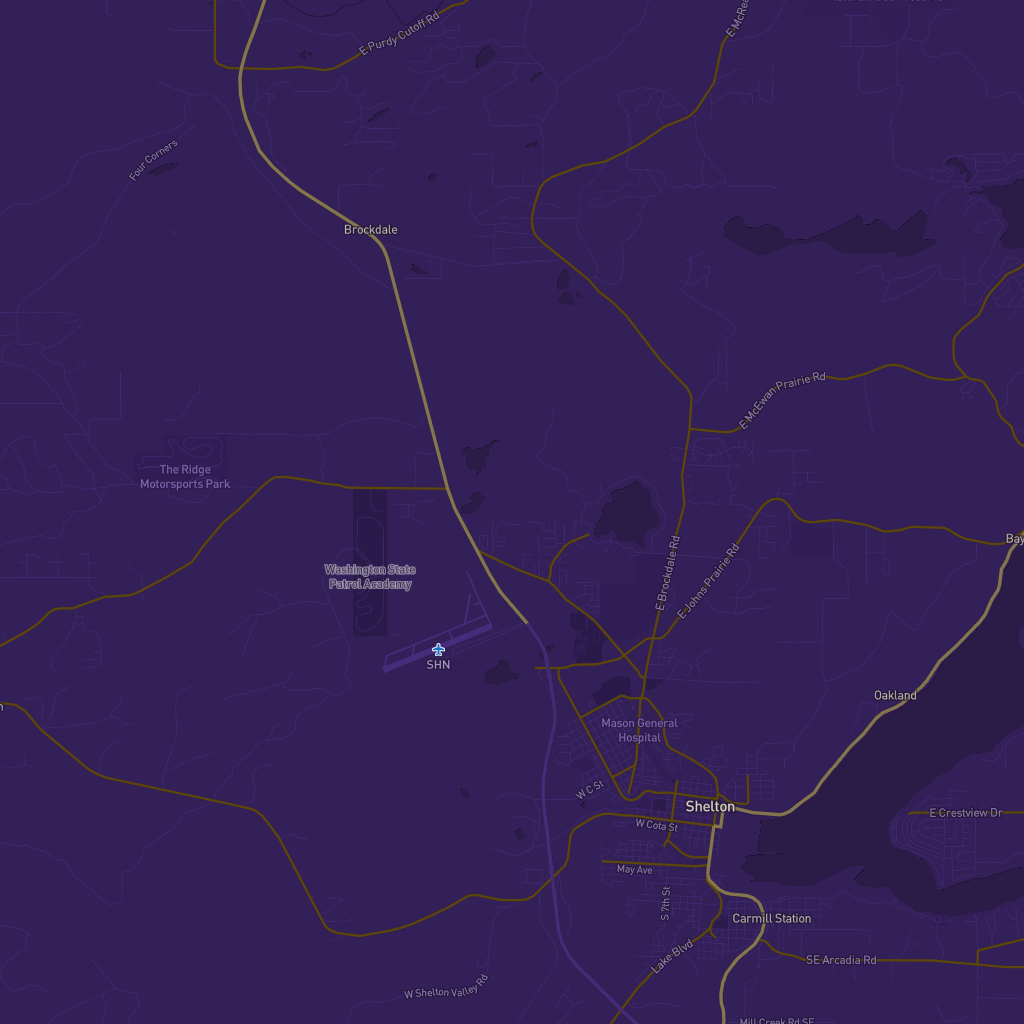 E Purdy Cutoff Rd
Four Corners
Brockdale
E McEwan Prairie Rd
The Ridge
Motorsports Park
Washington State
Patrol Academy
E Brockdale Rd
E Johns Prairie Rd
Bay
SHN
Oakland
Mason General
Hospital
W C St
Shelton
W Cota St
E Crestview Dr
May Ave
S 7th St
Carmill Station
Lake Blvd
SE Arcadia Rd
W Shelton Valley Rd
Mill Creek Rd SE